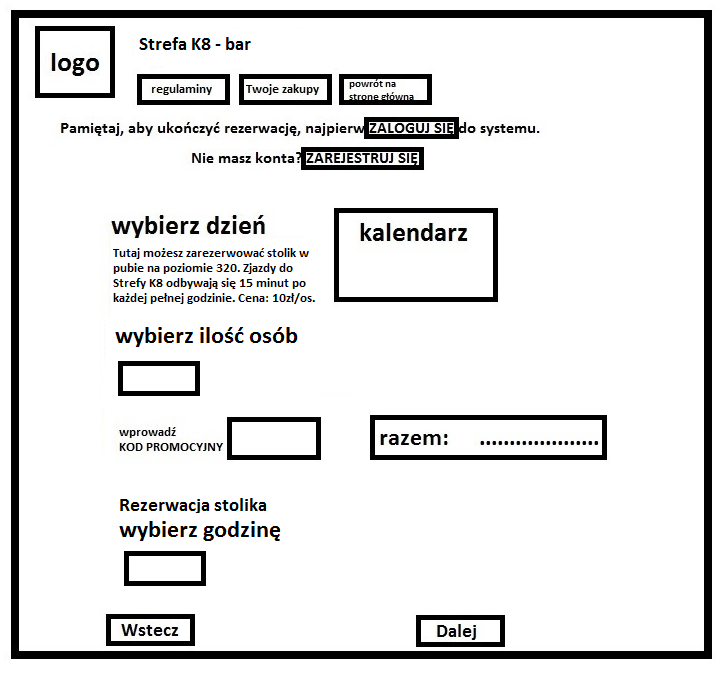 logo
Strefa K8 - bar
regulaminy
Twoje zakupy
powrót na
stronę główna
Pamiętaj, aby ukończyć rezerwację, najpierw ZALOGUJ SIĘ do systemu.
Nie masz konta? ZAREJESTRUJ SIĘ
wybierz dzień
kalendarz
Tutaj możesz zarezerwować stolik w
pubie na poziomie 320. Zjazdy do
Strefy K8 odbywają się 15 minut po
każdej pełnej godzinie. Cena: 10zł/os.
wybierz ilość osób
wprowadź
KOD PROMOCYJNY
razem: ....................
Rezerwacja stolika
wybierz godzinę
Wstecz
Dalej